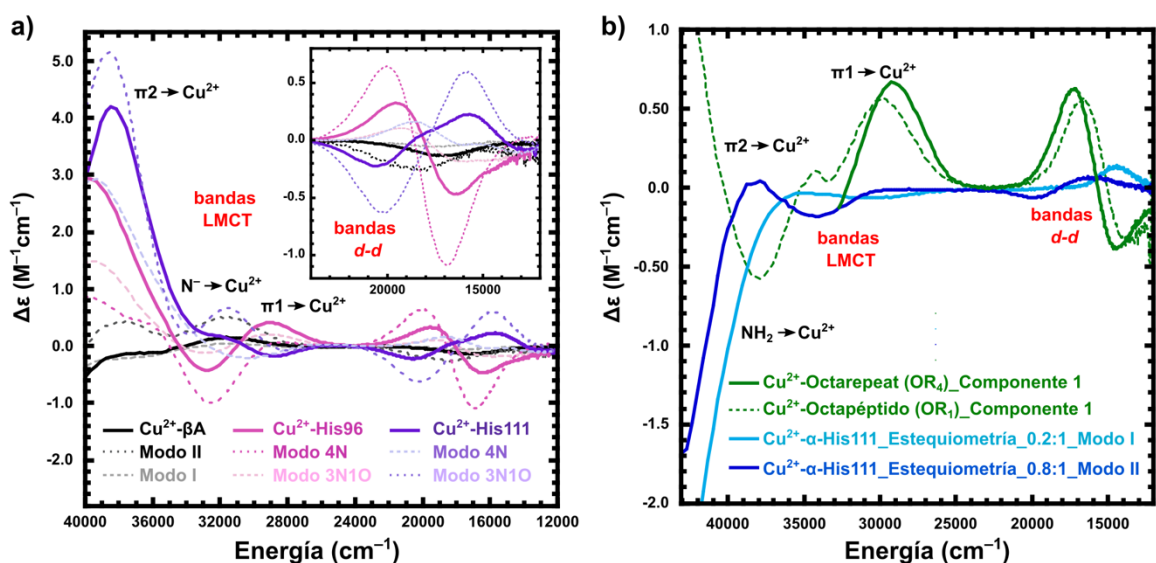 a)
5.0
4.0
3.0
2.0
1.0
0.0
-1.0
-2.0
Δε (M⁻¹cm⁻¹)
π2 → Cu²⁺
bandas
LMCT
N⁻ → Cu²⁺
π1 → Cu²⁺
0.5
0.0
-0.5
-1.0
bandas
d-d
20000 15000
Cu²⁺-βA Cu²⁺-His96 Cu²⁺-His111
Modo II Modo 4N Modo 4N
Modo I Modo 3N1O Modo 3N1O
40000 36000 32000 28000 24000 20000 16000 12000
Energía (cm⁻¹)
b)
1.0
0.50
0.0
-0.50
-1.0
-1.5
-2.0
Δε (M⁻¹cm⁻¹)
π1 → Cu²⁺
π2 → Cu²⁺
bandas
LMCT
bandas
d-d
NH₂ → Cu²⁺
Cu²⁺-Octarepeat (OR₄)_Componente 1
Cu²⁺-Octapéptido (OR₁)_Componente 1
Cu²⁺-α-His111_Estequiometría_0.2:1_Modo I
Cu²⁺-α-His111_Estequiometría_0.8:1_Modo II
40000 35000 30000 25000 20000 15000
Energía (cm⁻¹)